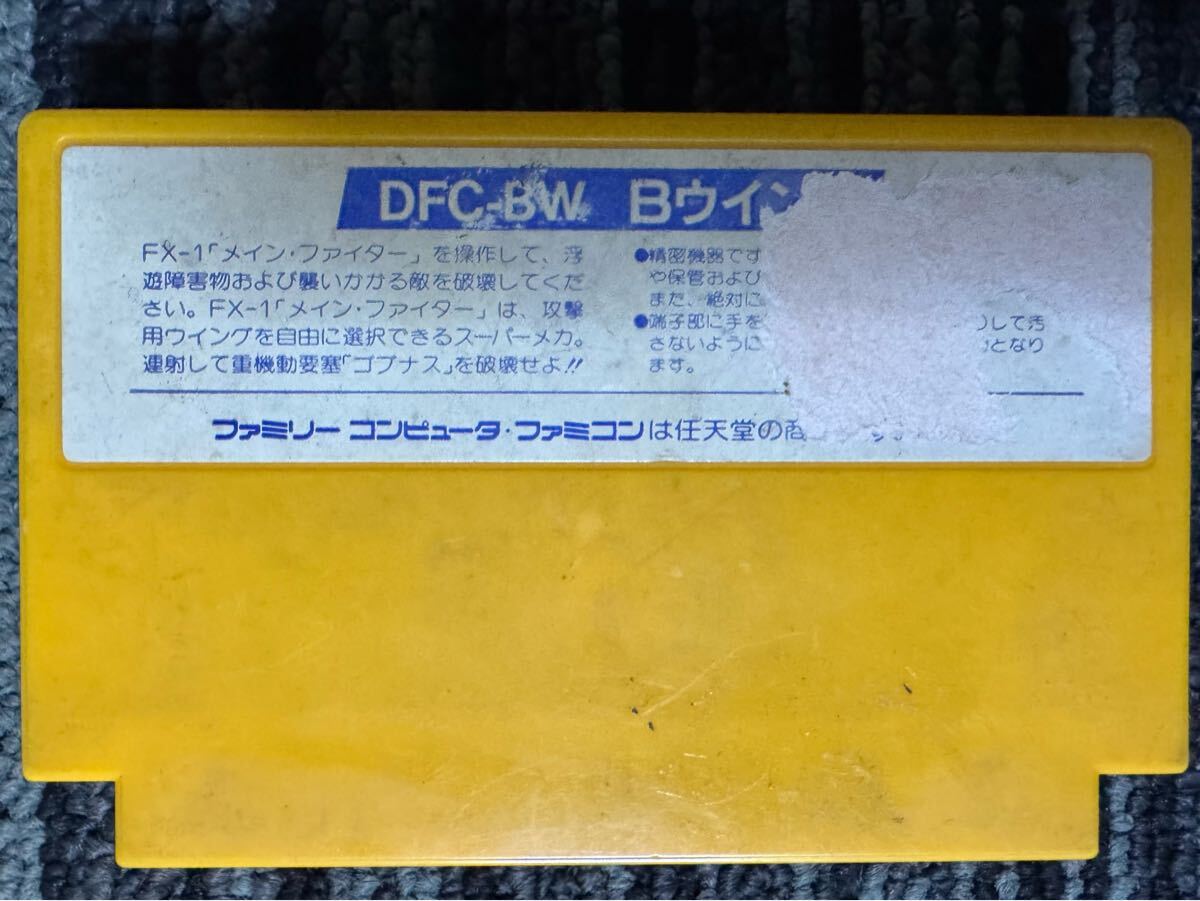 DFC-BW Bウイン
FX-1「メイン・ファイター」を操作して、浮
遊障害物および襲いかかる敵を破壊してくだ
さい。FX-1「メイン・ファイター」は、攻撃
用ウイングを自由に選択できるスーパーメカ。
連射して重機動要塞「ゴブナス」を破壊せよ!!
●精密機器です
や保管および
また、絶対に
●端子部に手を して汚
さないように となり
ます。
ファミリーコンピュータ・ファミコンは任天堂の商